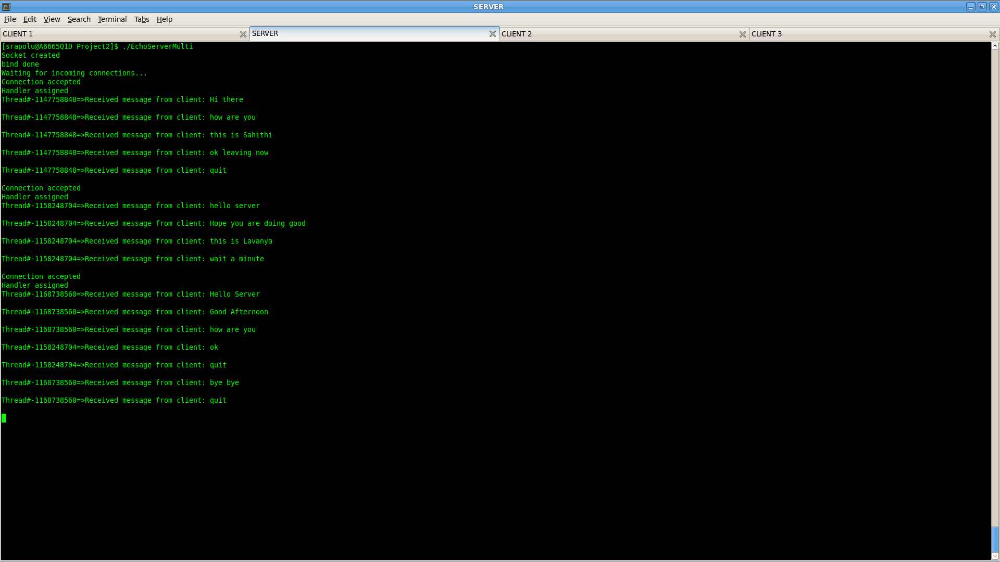 SERVER
File Edit View Search Terminal Tabs Help
CLIENT 1 SERVER CLIENT 2 CLIENT 3
[srapolu@A6665Q1D Project2]$ ./EchoServerMulti
Socket created
bind done
Waiting for incoming connections...
Connection accepted
Handler assigned
Thread#-1147758848=>Received message from client: Hi there
Thread#-1147758848=>Received message from client: how are you
Thread#-1147758848=>Received message from client: this is Sahithi
Thread#-1147758848=>Received message from client: ok leaving now
Thread#-1147758848=>Received message from client: quit
Connection accepted
Handler assigned
Thread#-1158248704=>Received message from client: hello server
Thread#-1158248704=>Received message from client: Hope you are doing good
Thread#-1158248704=>Received message from client: this is Lavanya
Thread#-1158248704=>Received message from client: wait a minute
Connection accepted
Handler assigned
Thread#-1168738560=>Received message from client: Hello Server
Thread#-1168738560=>Received message from client: Good Afternoon
Thread#-1168738560=>Received message from client: how are you
Thread#-1158248704=>Received message from client: ok
Thread#-1158248704=>Received message from client: quit
Thread#-1168738560=>Received message from client: bye bye
Thread#-1168738560=>Received message from client: quit